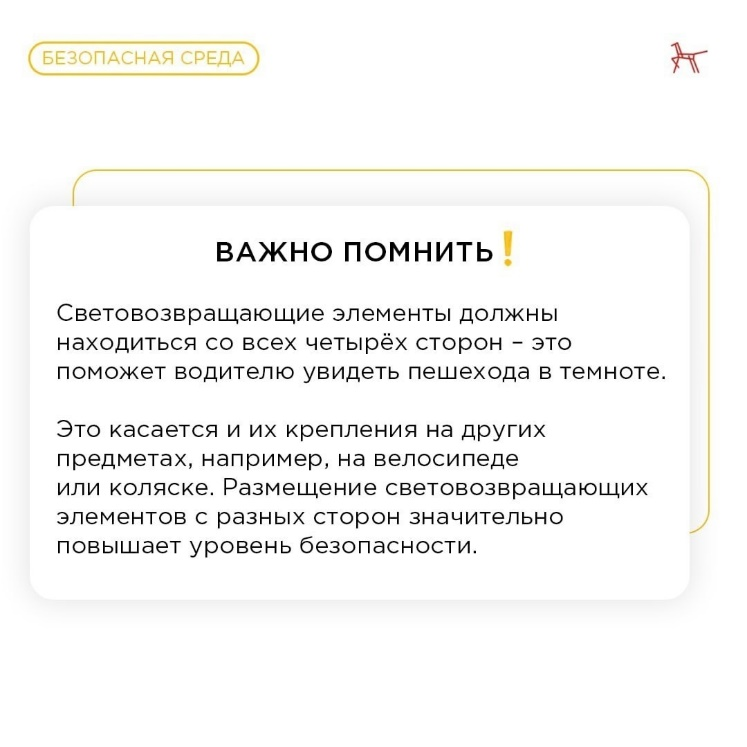 БЕЗОПАСНАЯ СРЕДА
ВАЖНО ПОМНИТЬ❗
Световозвращающие элементы должны
находиться со всех четырёх сторон – это
поможет водителю увидеть пешехода в темноте.
Это касается и их крепления на других
предметах, например, на велосипеде
или коляске. Размещение световозвращающих
элементов с разных сторон значительно
повышает уровень безопасности.